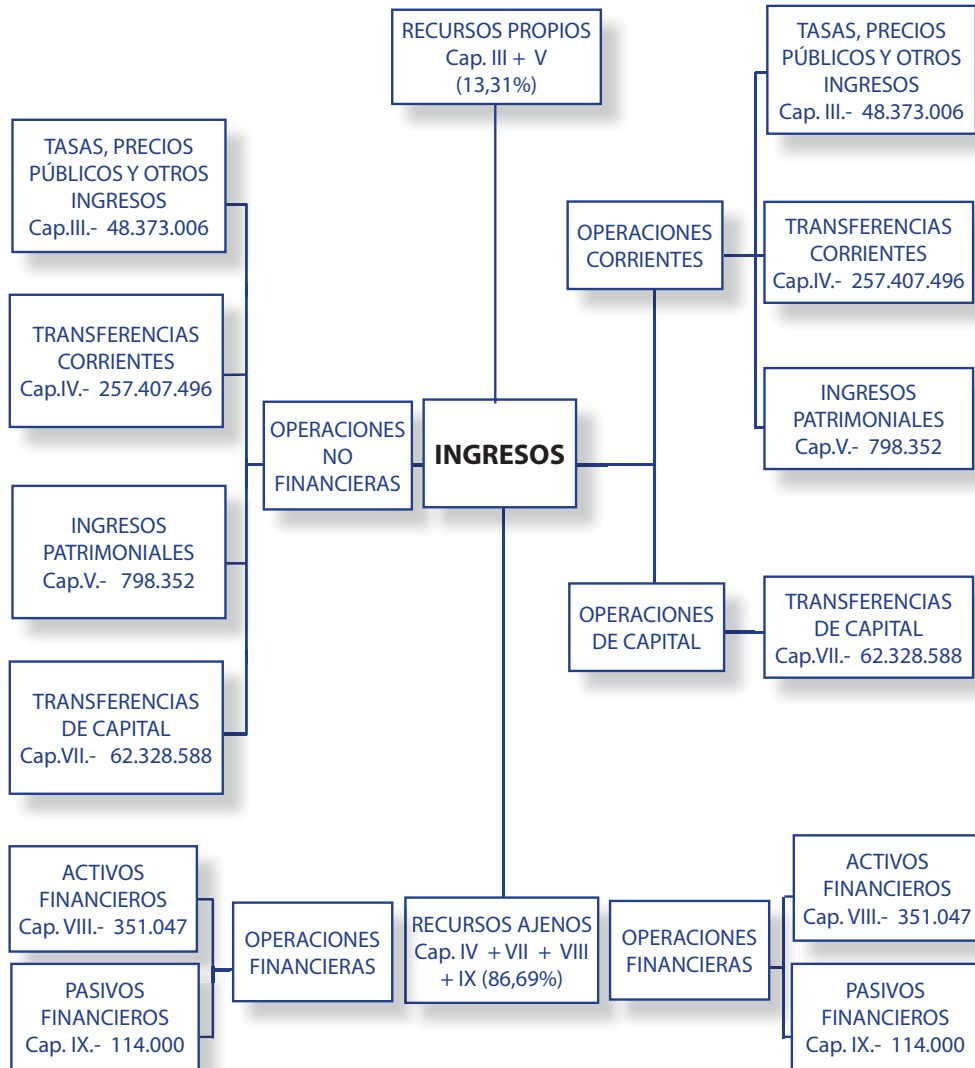 RECURSOS PROPIOS
Cap. III + V
(13,31%)
TASAS, PRECIOS
PÚBLICOS Y OTROS
INGRESOS
Cap. III.- 48.373.006
TASAS, PRECIOS
PÚBLICOS Y OTROS
INGRESOS
Cap.III.- 48.373.006
OPERACIONES
CORRIENTES
TRANSFERENCIAS
CORRIENTES
Cap.IV.- 257.407.496
TRANSFERENCIAS
CORRIENTES
Cap.IV.- 257.407.496
INGRESOS
PATRIMONIALES
Cap.V.- 798.352
OPERACIONES
NO
FINANCIERAS
INGRESOS
INGRESOS
PATRIMONIALES
Cap.V.- 798.352
OPERACIONES
DE CAPITAL
TRANSFERENCIAS
DE CAPITAL
Cap.VII.- 62.328.588
TRANSFERENCIAS
DE CAPITAL
Cap.VII.- 62.328.588
ACTIVOS
FINANCIEROS
Cap. VIII.- 351.047
OPERACIONES
FINANCIERAS
RECURSOS AJENOS
Cap. IV + VII + VIII
+ IX (86,69%)
OPERACIONES
FINANCIERAS
ACTIVOS
FINANCIEROS
Cap. VIII.- 351.047
PASIVOS
FINANCIEROS
Cap. IX.- 114.000
PASIVOS
FINANCIEROS
Cap. IX.- 114.000